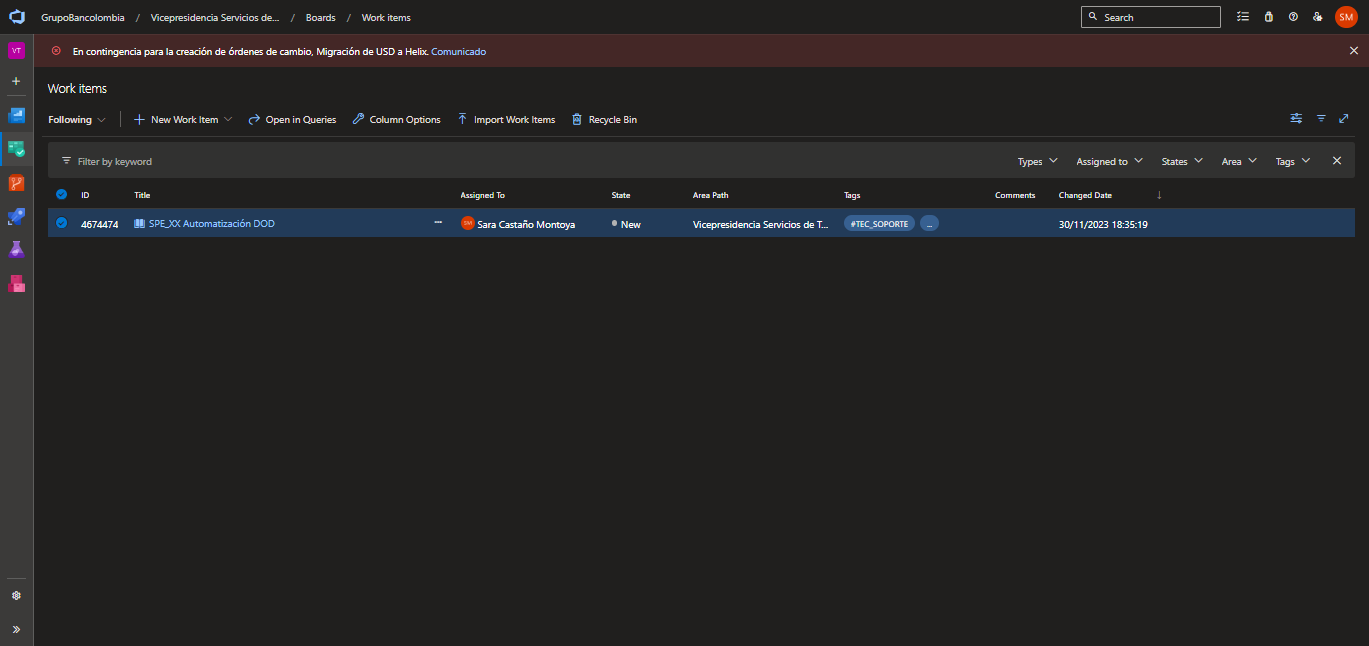 GrupoBancolombia / Vicepresidencia Servicios de... / Boards / Work items
Search
SM
VT
En contingencia para la creación de órdenes de cambio, Migración de USD a Helix. Comunicado
Work items
Following
New Work Item
Open in Queries
Column Options
Import Work Items
Recycle Bin
Filter by keyword
Types
Assigned to
States
Area
Tags
ID Title Assigned To State Area Path Tags Comments Changed Date ↓
4674474 SPE_XX Automatización DOD ... SM Sara Castaño Montoya New Vicepresidencia Servicios de T... #TEC_SOPORTE ... 30/11/2023 18:35:19